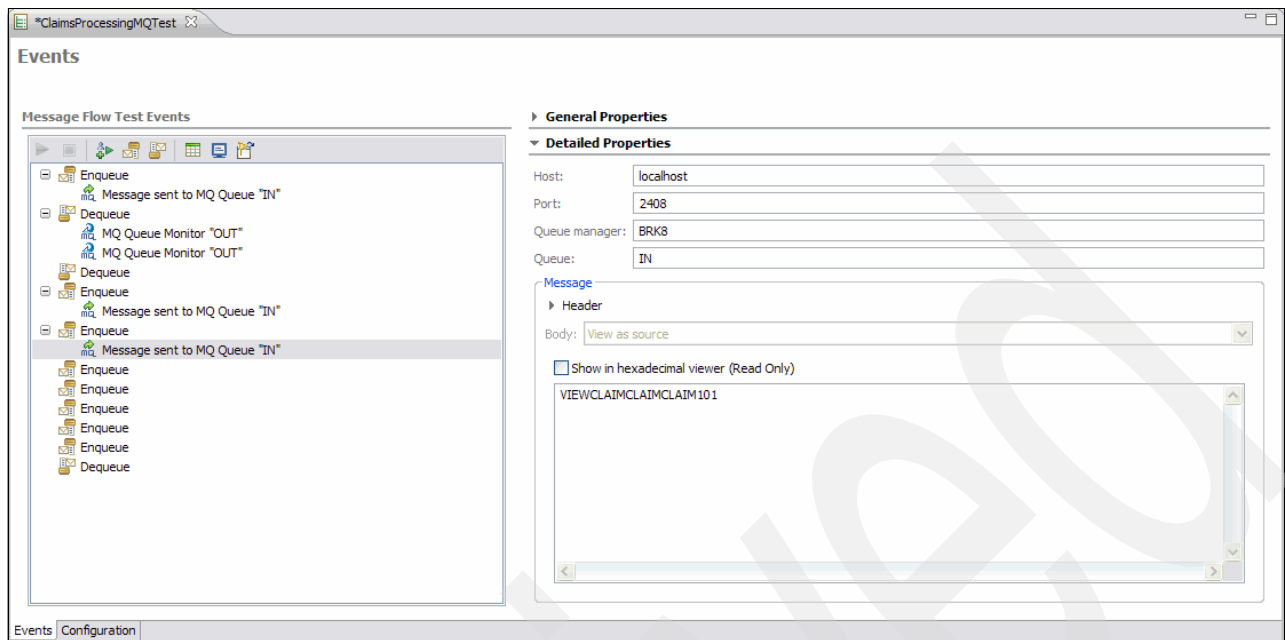 *ClaimsProcessingMQTest
Events
Message Flow Test Events
Enqueue
Message sent to MQ Queue "IN"
Dequeue
MQ Queue Monitor "OUT"
MQ Queue Monitor "OUT"
Dequeue
Enqueue
Message sent to MQ Queue "IN"
Enqueue
Message sent to MQ Queue "IN"
Enqueue
Enqueue
Enqueue
Enqueue
Enqueue
Dequeue
General Properties
Detailed Properties
Host: localhost
Port: 2408
Queue manager: BRK8
Queue: IN
Message
Header
Body: View as source
Show in hexadecimal viewer (Read Only)
VIEWCLAIMCLAIMCLAIM101
Events Configuration